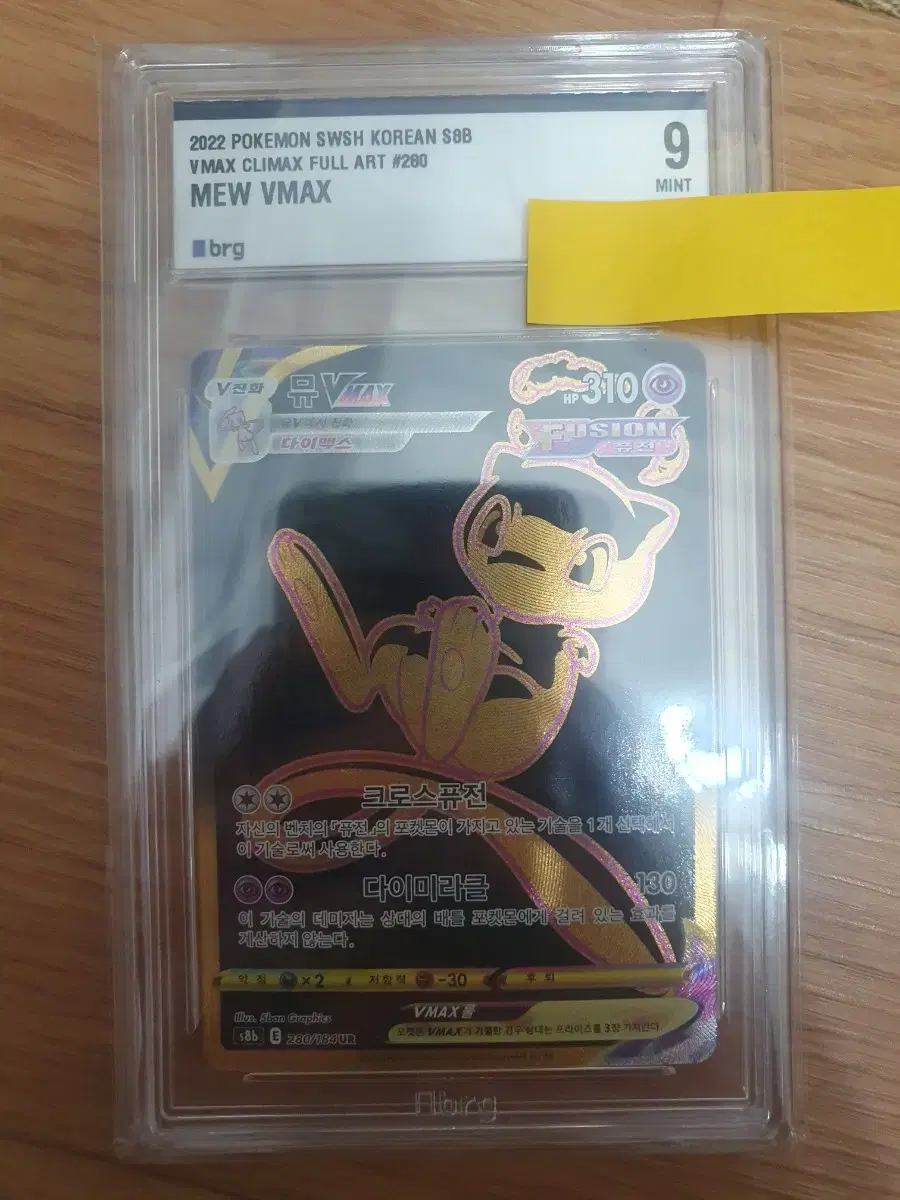 2022 POKEMON SWSH KOREAN S8B
VMAX CLIMAX FULL ART #280
MEW VMAX
9
MINT
brg
V진화
뮤 VMAX
HP 310
다이맥스
FUSION
퓨전
크로스퓨전
자신의 벤치의 「퓨전」의 포켓몬이 가지고 있는 기술을 1개 선택해서
이 기술로써 사용한다.
다이미라클 130
이 기술의 데미지는 상대의 배틀 포켓몬에게 걸려 있는 효과를
계산하지 않는다.
약점 ×2 저항력 -30 후퇴
Illus. 5ban Graphics
VMAX룰
포켓몬 VMAX가 기절한 경우 상대는 프라이즈를 3장 가져간다.
s8b E 280/184 UR
brg